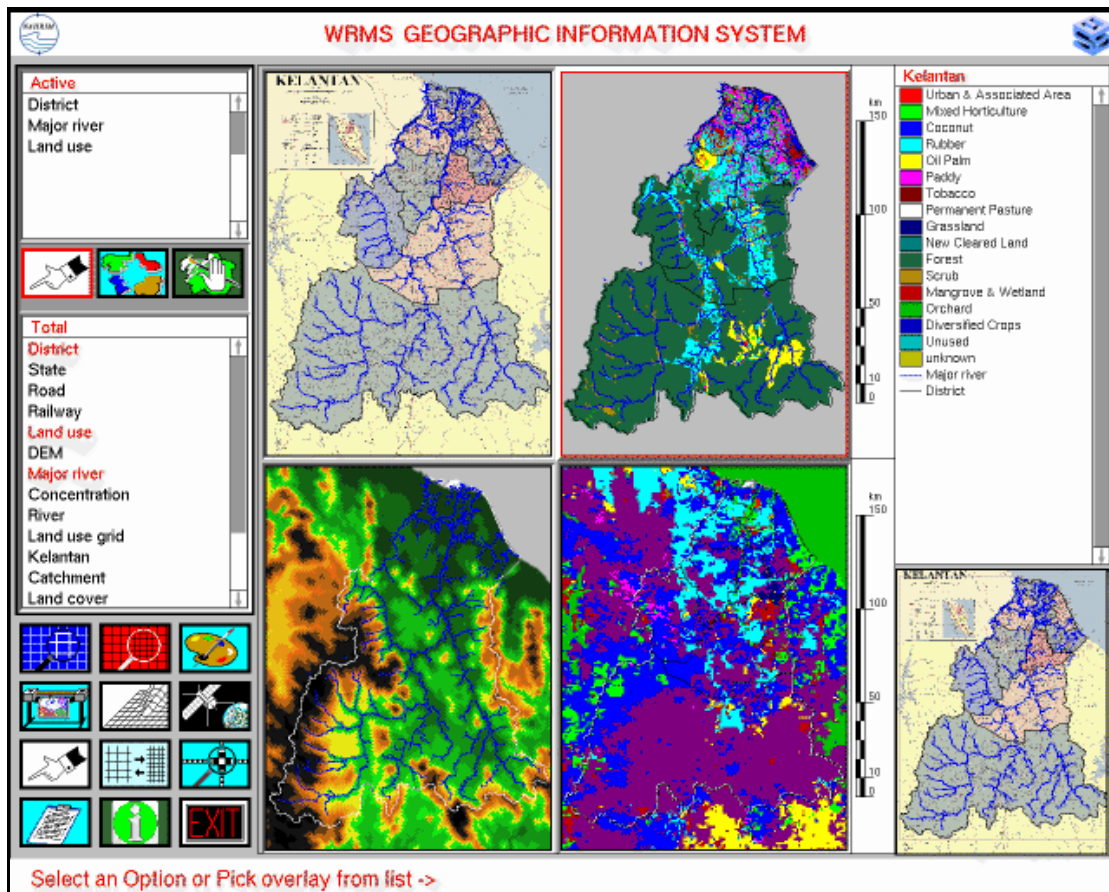 WRMS GEOGRAPHIC INFORMATION SYSTEM
Active
District
Major river
Land use
Total
District
State
Road
Railway
Land use
DEM
Major river
Concentration
River
Land use grid
Kelantan
Catchment
Land cover
EXIT
KELANTAN
km
150
100
50
10
0
km
150
100
50
10
0
Kelantan
Urban & Associated Area
Mixed Horticulture
Coconut
Rubber
Oil Palm
Paddy
Tobacco
Permanent Pasture
Grassland
New Cleared Land
Forest
Scrub
Mangrove & Wetland
Orchard
Diversified Crops
Unused
unknown
Major river
District
KELANTAN
Select an Option or Pick overlay from list ->